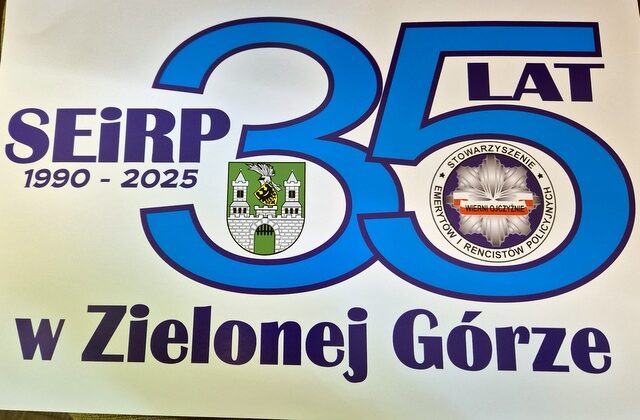 35 LAT
SEiRP
1990 - 2025
STOWARZYSZENIE
EMERYTÓW I RENCISTÓW POLICYJNYCH
WIERNI OJCZYŹNIE
w Zielonej Górze